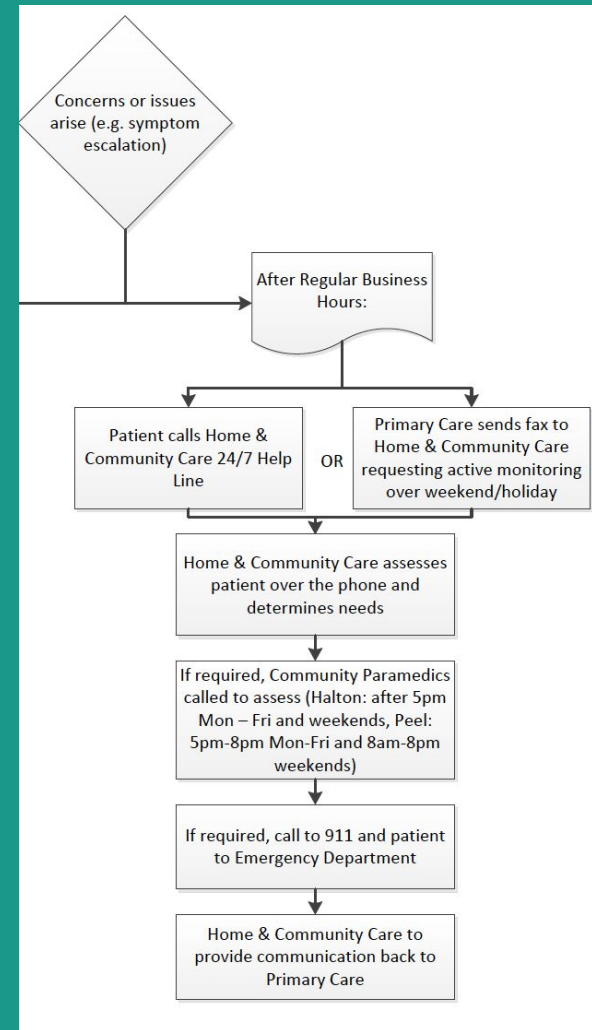 Concerns or issues
arise (e.g. symptom
escalation)
After Regular Business
Hours:
Patient calls Home &
Community Care 24/7 Help
Line
OR
Primary Care sends fax to
Home & Community Care
requesting active monitoring
over weekend/holiday
Home & Community Care assesses
patient over the phone and
determines needs
If required, Community Paramedics
called to assess (Halton: after 5pm
Mon – Fri and weekends, Peel:
5pm-8pm Mon-Fri and 8am-8pm
weekends)
If required, call to 911 and patient
to Emergency Department
Home & Community Care to
provide communication back to
Primary Care